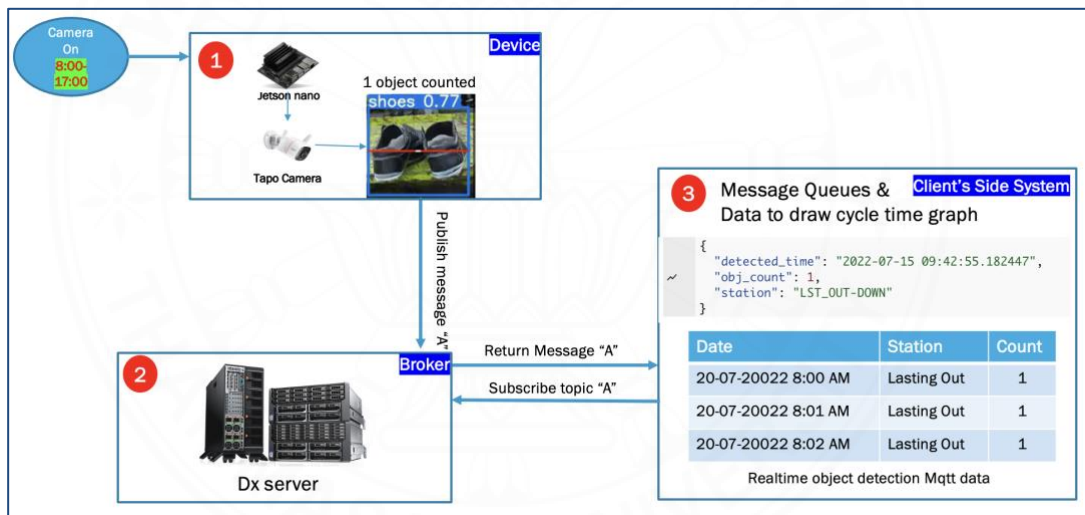 Camera
On
8:00-
17:00
1
Device
Jetson nano
Tapo Camera
1 object counted
shoes 0.77
Publish message “A”
2
Broker
Dx server
Return Message “A”
Subscribe topic “A”
3
Message Queues &
Client’s Side System
Data to draw cycle time graph
{
"detected_time": "2022-07-15 09:42:55.182447",
"obj_count": 1,
"station": "LST_OUT-DOWN"
}
Date Station Count
20-07-20022 8:00 AM Lasting Out 1
20-07-20022 8:01 AM Lasting Out 1
20-07-20022 8:02 AM Lasting Out 1
Realtime object detection Mqtt data